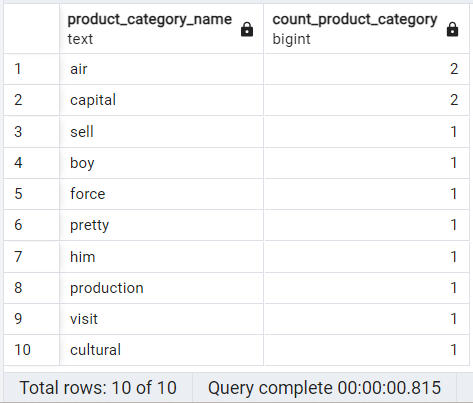 product_category_name count_product_category
text bigint
1 air 2
2 capital 2
3 sell 1
4 boy 1
5 force 1
6 pretty 1
7 him 1
8 production 1
9 visit 1
10 cultural 1
Total rows: 10 of 10 Query complete 00:00:00.815